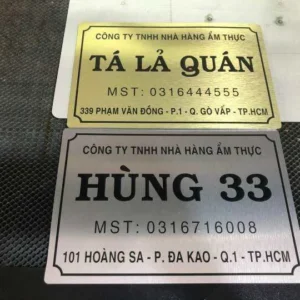 CÔNG TY TNHH NHÀ HÀNG ẨM THỰC
TÁ LẢ QUÁN
MST: 0316444555
339 PHẠM VĂN ĐỒNG - P.1 - Q. GÒ VẤP - TP.HCM
CÔNG TY TNHH NHÀ HÀNG ẨM THỰC
HÙNG 33
MST: 0316716008
101 HOÀNG SA - P. ĐA KAO - Q.1 - TP.HCM